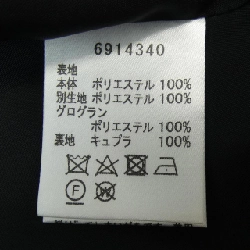 6914340
表地
本体 ポリエステル 100%
別生地 ポリエステル 100%
グログラン
ポリエステル 100%
裏地 キュプラ 100%